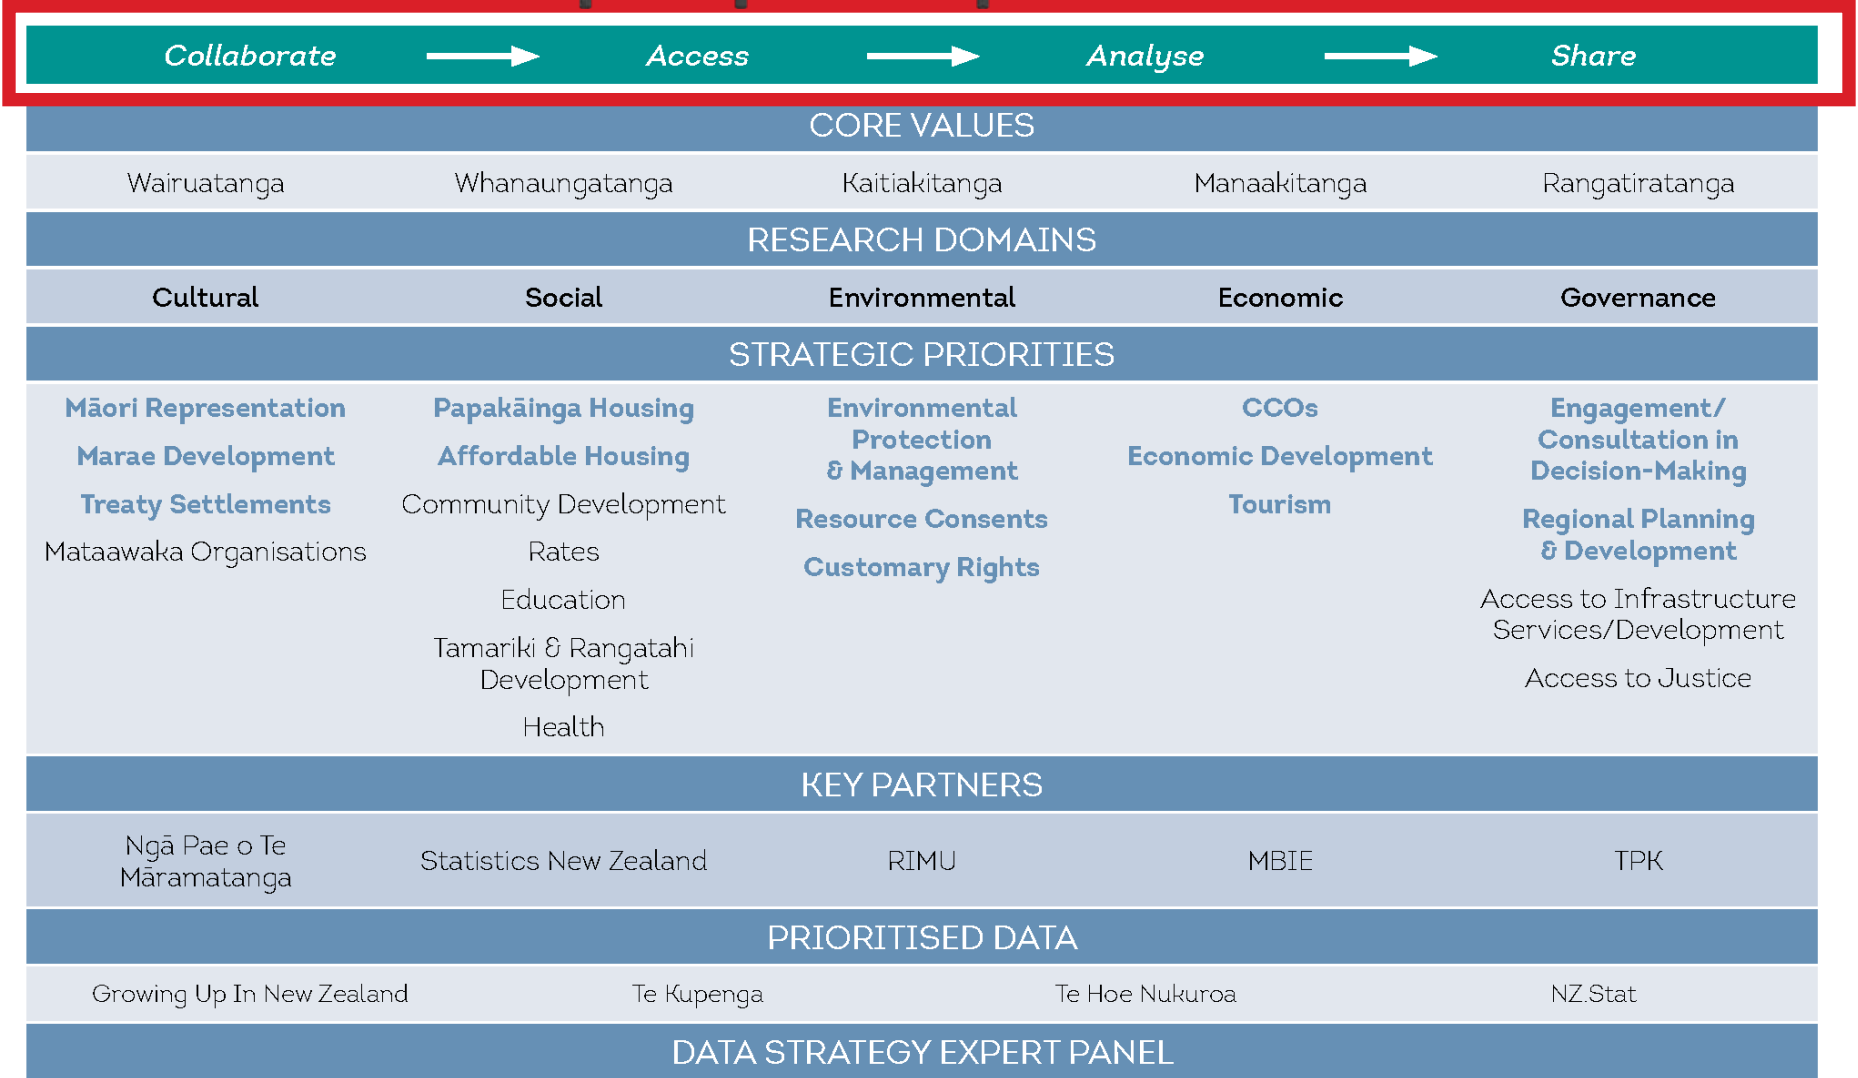 Collaborate → Access → Analyse → Share
CORE VALUES
Wairuatanga Whanaungatanga Kaitiakitanga Manaakitanga Rangatiratanga
RESEARCH DOMAINS
Cultural Social Environmental Economic Governance
STRATEGIC PRIORITIES
Māori Representation
Marae Development
Treaty Settlements
Mataawaka Organisations
Papakāinga Housing
Affordable Housing
Community Development
Rates
Education
Tamariki & Rangatahi
Development
Health
Environmental
Protection
& Management
Resource Consents
Customary Rights
CCOs
Economic Development
Tourism
Engagement/
Consultation in
Decision-Making
Regional Planning
& Development
Access to Infrastructure
Services/Development
Access to Justice
KEY PARTNERS
Ngā Pae o Te
Māramatanga
Statistics New Zealand
RIMU
MBIE
TPK
PRIORITISED DATA
Growing Up In New Zealand Te Kupenga Te Hoe Nukuroa NZ.Stat
DATA STRATEGY EXPERT PANEL